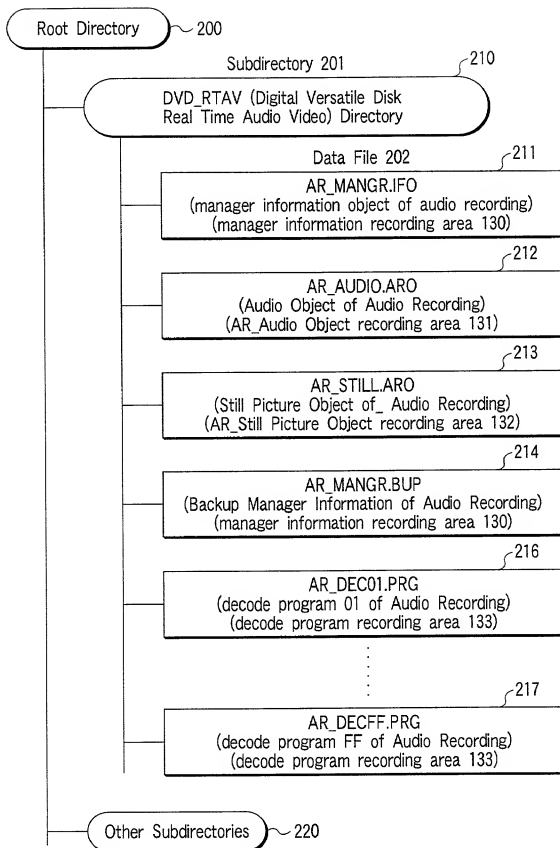 Root Directory
200
Subdirectory 201
210
DVD_RTAV (Digital Versatile Disk
Real Time Audio Video) Directory
Data File 202
211
AR_MANGR.IFO
(manager information object of audio recording)
(manager information recording area 130)
212
AR_AUDIO.ARO
(Audio Object of Audio Recording)
(AR_Audio Object recording area 131)
213
AR_STILL.ARO
(Still Picture Object of_ Audio Recording)
(AR_Still Picture Object recording area 132)
214
AR_MANGR.BUP
(Backup Manager Information of Audio Recording)
(manager information recording area 130)
216
AR_DEC01.PRG
(decode program 01 of Audio Recording)
(decode program recording area 133)
217
AR_DECFF.PRG
(decode program FF of Audio Recording)
(decode program recording area 133)
Other Subdirectories
220